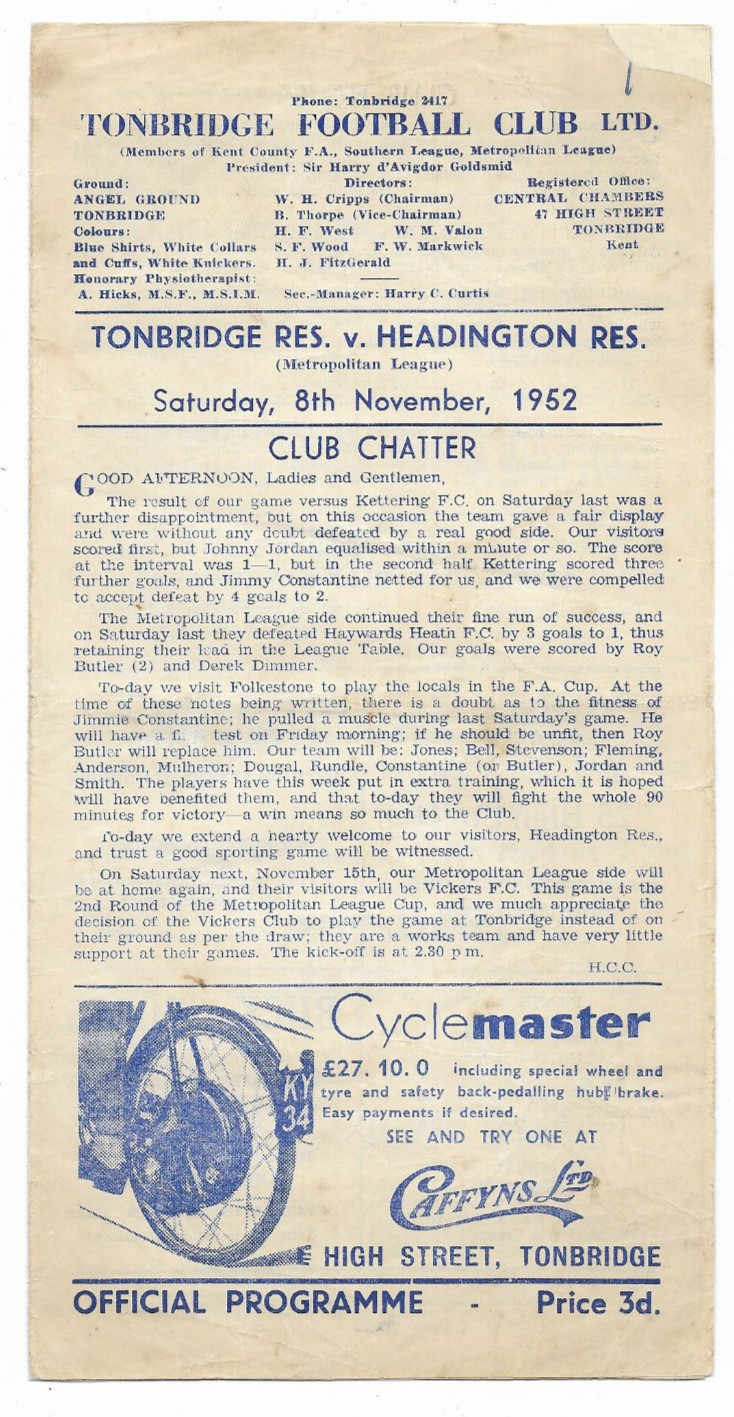 Phone: Tonbridge 2417
TONBRIDGE FOOTBALL CLUB LTD.
(Members of Kent County F.A., Southern League, Metropolitan League)
President: Sir Harry d'Avigdor Goldsmid
Ground: Directors: Registered Office:
ANGEL GROUND W. H. Cripps (Chairman) CENTRAL CHAMBERS
TONBRIDGE B. Thorpe (Vice-Chairman) 47 HIGH STREET
Colours: H. F. West W. M. Valon TONBRIDGE
Blue Shirts, White Collars S. F. Wood F. W. Markwick Kent
and Cuffs, White Knickers. H. J. FitzGerald
Honorary Physiotherapist:
A. Hicks, M.S.F., M.S.I.M. Sec.-Manager: Harry C. Curtis
TONBRIDGE RES. v. HEADINGTON RES.
(Metropolitan League)
Saturday, 8th November, 1952
CLUB CHATTER
GOOD AFTERNOON, Ladies and Gentlemen,
The result of our game versus Kettering F.C. on Saturday last was a
further disappointment, but on this occasion the team gave a fair display
and were without any doubt defeated by a real good side. Our visitors
scored first, but Johnny Jordan equalised within a minute or so. The score
at the interval was 1—1, but in the second half Kettering scored three
further goals, and Jimmy Constantine netted for us, and we were compelled
to accept defeat by 4 goals to 2.
The Metropolitan League side continued their fine run of success, and
on Saturday last they defeated Haywards Heath F.C. by 3 goals to 1, thus
retaining their lead in the League Table. Our goals were scored by Roy
Butler (2) and Derek Dimmer.
To-day we visit Folkestone to play the locals in the F.A. Cup. At the
time of these notes being written, there is a doubt as to the fitness of
Jimmie Constantine; he pulled a muscle during last Saturday's game. He
will have a test on Friday morning; if he should be unfit, then Roy
Butler will replace him. Our team will be: Jones; Bell, Stevenson; Fleming,
Anderson, Mulheron; Dougal, Rundle, Constantine (or Butler), Jordan and
Smith. The players have this week put in extra training, which it is hoped
will have benefited them, and that to-day they will fight the whole 90
minutes for victory—a win means so much to the Club.
To-day we extend a hearty welcome to our visitors, Headington Res.,
and trust a good sporting game will be witnessed.
On Saturday next, November 15th, our Metropolitan League side will
be at home again, and their visitors will be Vickers F.C. This game is the
2nd Round of the Metropolitan League Cup, and we much appreciate the
decision of the Vickers Club to play the game at Tonbridge instead of on
their ground as per the draw; they are a works team and have very little
support at their games. The kick-off is at 2.30 p m.
H.C.C.
Cyclemaster
£27. 10. 0 including special wheel and
tyre and safety back-pedalling hub brake.
Easy payments if desired.
KY
34
SEE AND TRY ONE AT
CAFFYNS LTD.
HIGH STREET, TONBRIDGE
OFFICIAL PROGRAMME - Price 3d.